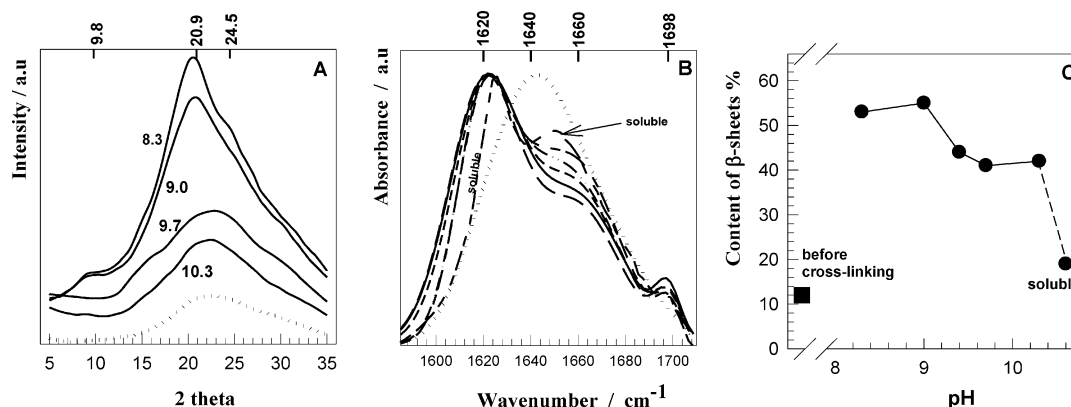 9.8
20.9
24.5
A
8.3
9.0
9.7
10.3
Intensity / a.u
5 10 15 20 25 30 35
2 theta
1620
1640
1660
1698
B
soluble
soluble
Absorbance / a.u
1600 1620 1640 1660 1680 1700
Wavenumber / cm-1
C
60
50
40
30
20
10
0
Content of β-sheets %
before
cross-linking
soluble
8 9 10
pH